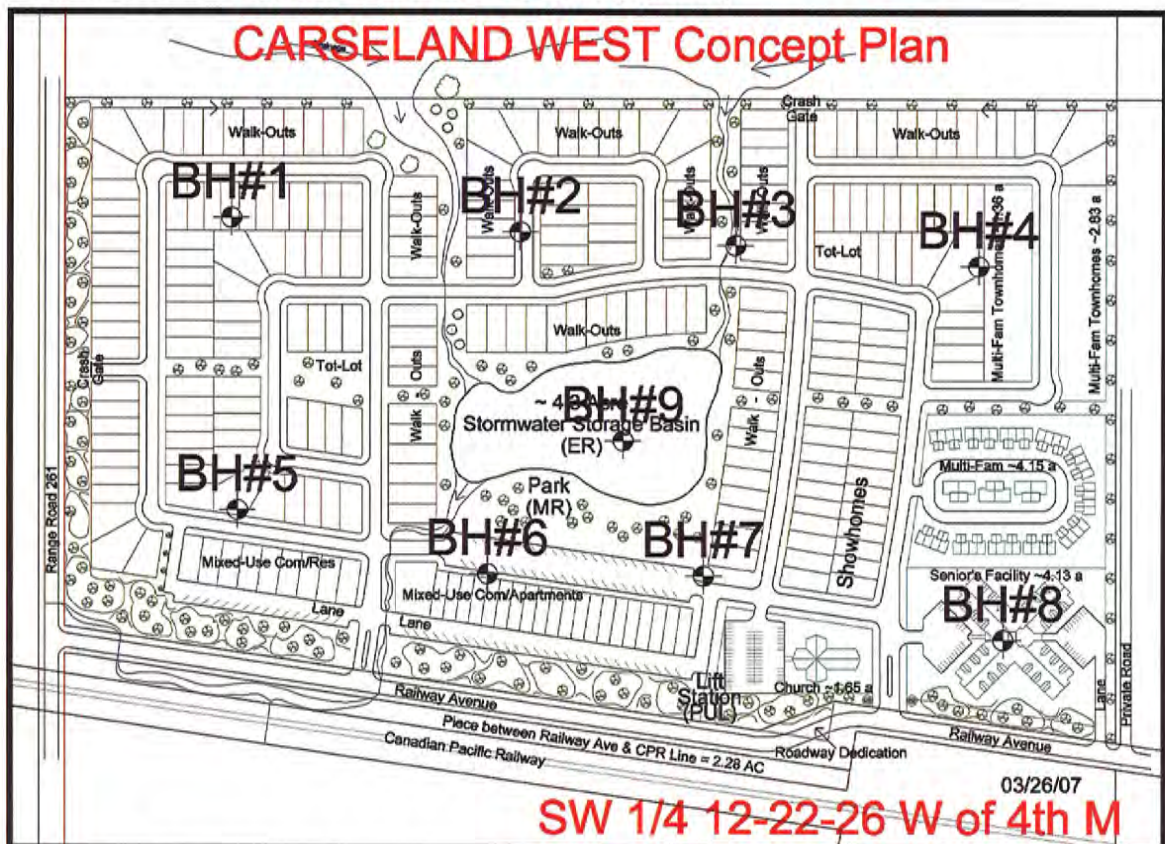 CARSELAND WEST Concept Plan
Crash
Gate
Walk-Outs
Walk-Outs
Walk-Outs
BH#1
BH#2
BH#3
BH#4
Walk-Outs
Walk-Outs
Walk-Outs
Walk-Outs
Tot-Lot
Multi-Fam Townhomes
Multi-Fam Townhomes ~2.83 a
Walk-Outs
Crash
Gate
Tot-Lot
Walk - Outs
BH#9
Stormwater Storage Basin
(ER)
Walk - Outs
Multi-Fam ~4.15 a
BH#5
Park
(MR)
Range Road 261
BH#6
BH#7
Showhomes
Mixed-Use Com/Res
Mixed-Use Com/Apartments
Senior's Facility ~4.13 a
BH#8
Lane
Lane
Lift
Station
(PUL)
Church ~1.65 a
Lane
Private Road
Railway Avenue
Piece between Railway Ave & CPR Line = 2.28 AC
Roadway Dedication
Railway Avenue
Canadian Pacific Railway
03/26/07
SW 1/4 12-22-26 W of 4th M